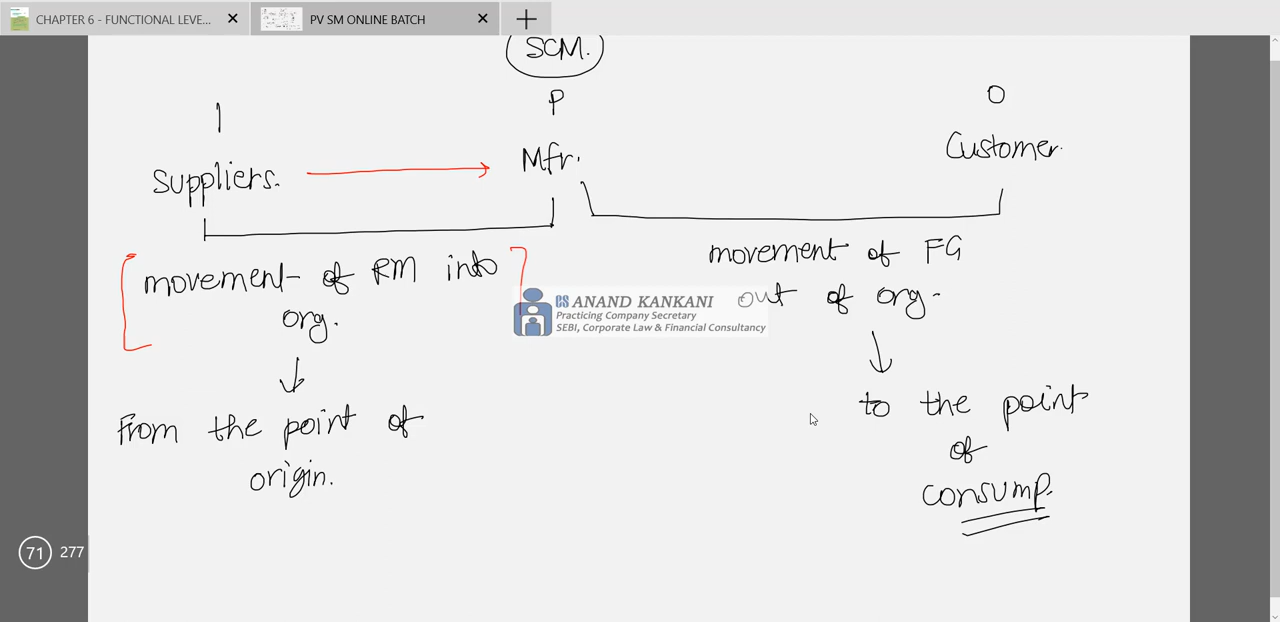 CHAPTER 6 - FUNCTIONAL LEVE...
PV SM ONLINE BATCH
SCM.
I
P
O
Suppliers.
Mfr.
Customer.
movement of RM into
org.
movement of FG
out of org.
CS ANAND KANKANI
Practicing Company Secretary
SEBI, Corporate Law & Financial Consultancy
From the point of
origin.
to the point
of
consump.
71 277